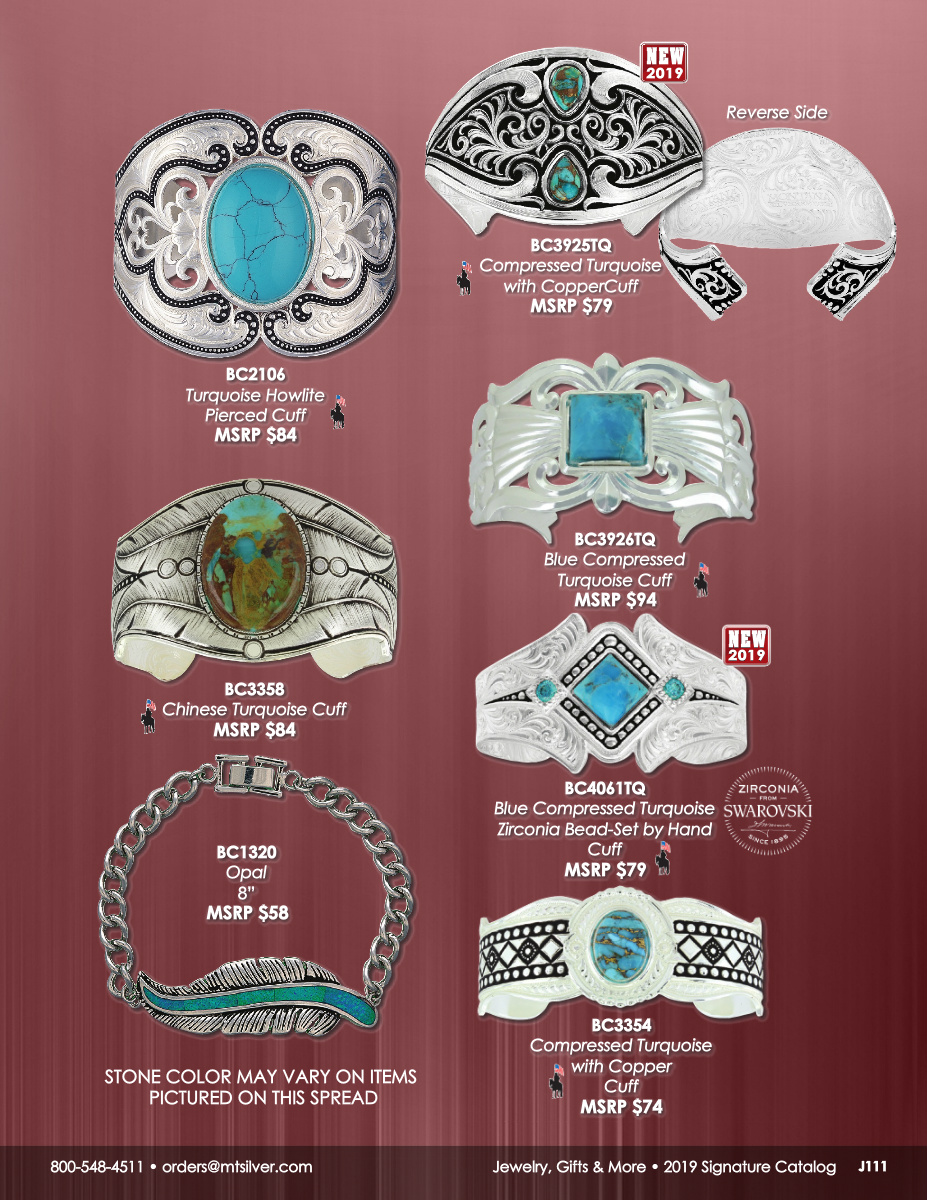 NEW
2019
Reverse Side
BC3925TQ
Compressed Turquoise
with CopperCuff
MSRP $79
BC2106
Turquoise Howlite
Pierced Cuff
MSRP $84
BC3926TQ
Blue Compressed
Turquoise Cuff
MSRP $94
NEW
2019
BC3358
Chinese Turquoise Cuff
MSRP $84
BC4061TQ
Blue Compressed Turquoise
Zirconia Bead-Set by Hand
Cuff
MSRP $79
ZIRCONIA
FROM
SWAROVSKI
SINCE 1895
BC1320
Opal
8”
MSRP $58
BC3354
Compressed Turquoise
with Copper
Cuff
MSRP $74
STONE COLOR MAY VARY ON ITEMS
PICTURED ON THIS SPREAD
800-548-4511 • orders@mtsilver.com
Jewelry, Gifts & More • 2019 Signature Catalog J111